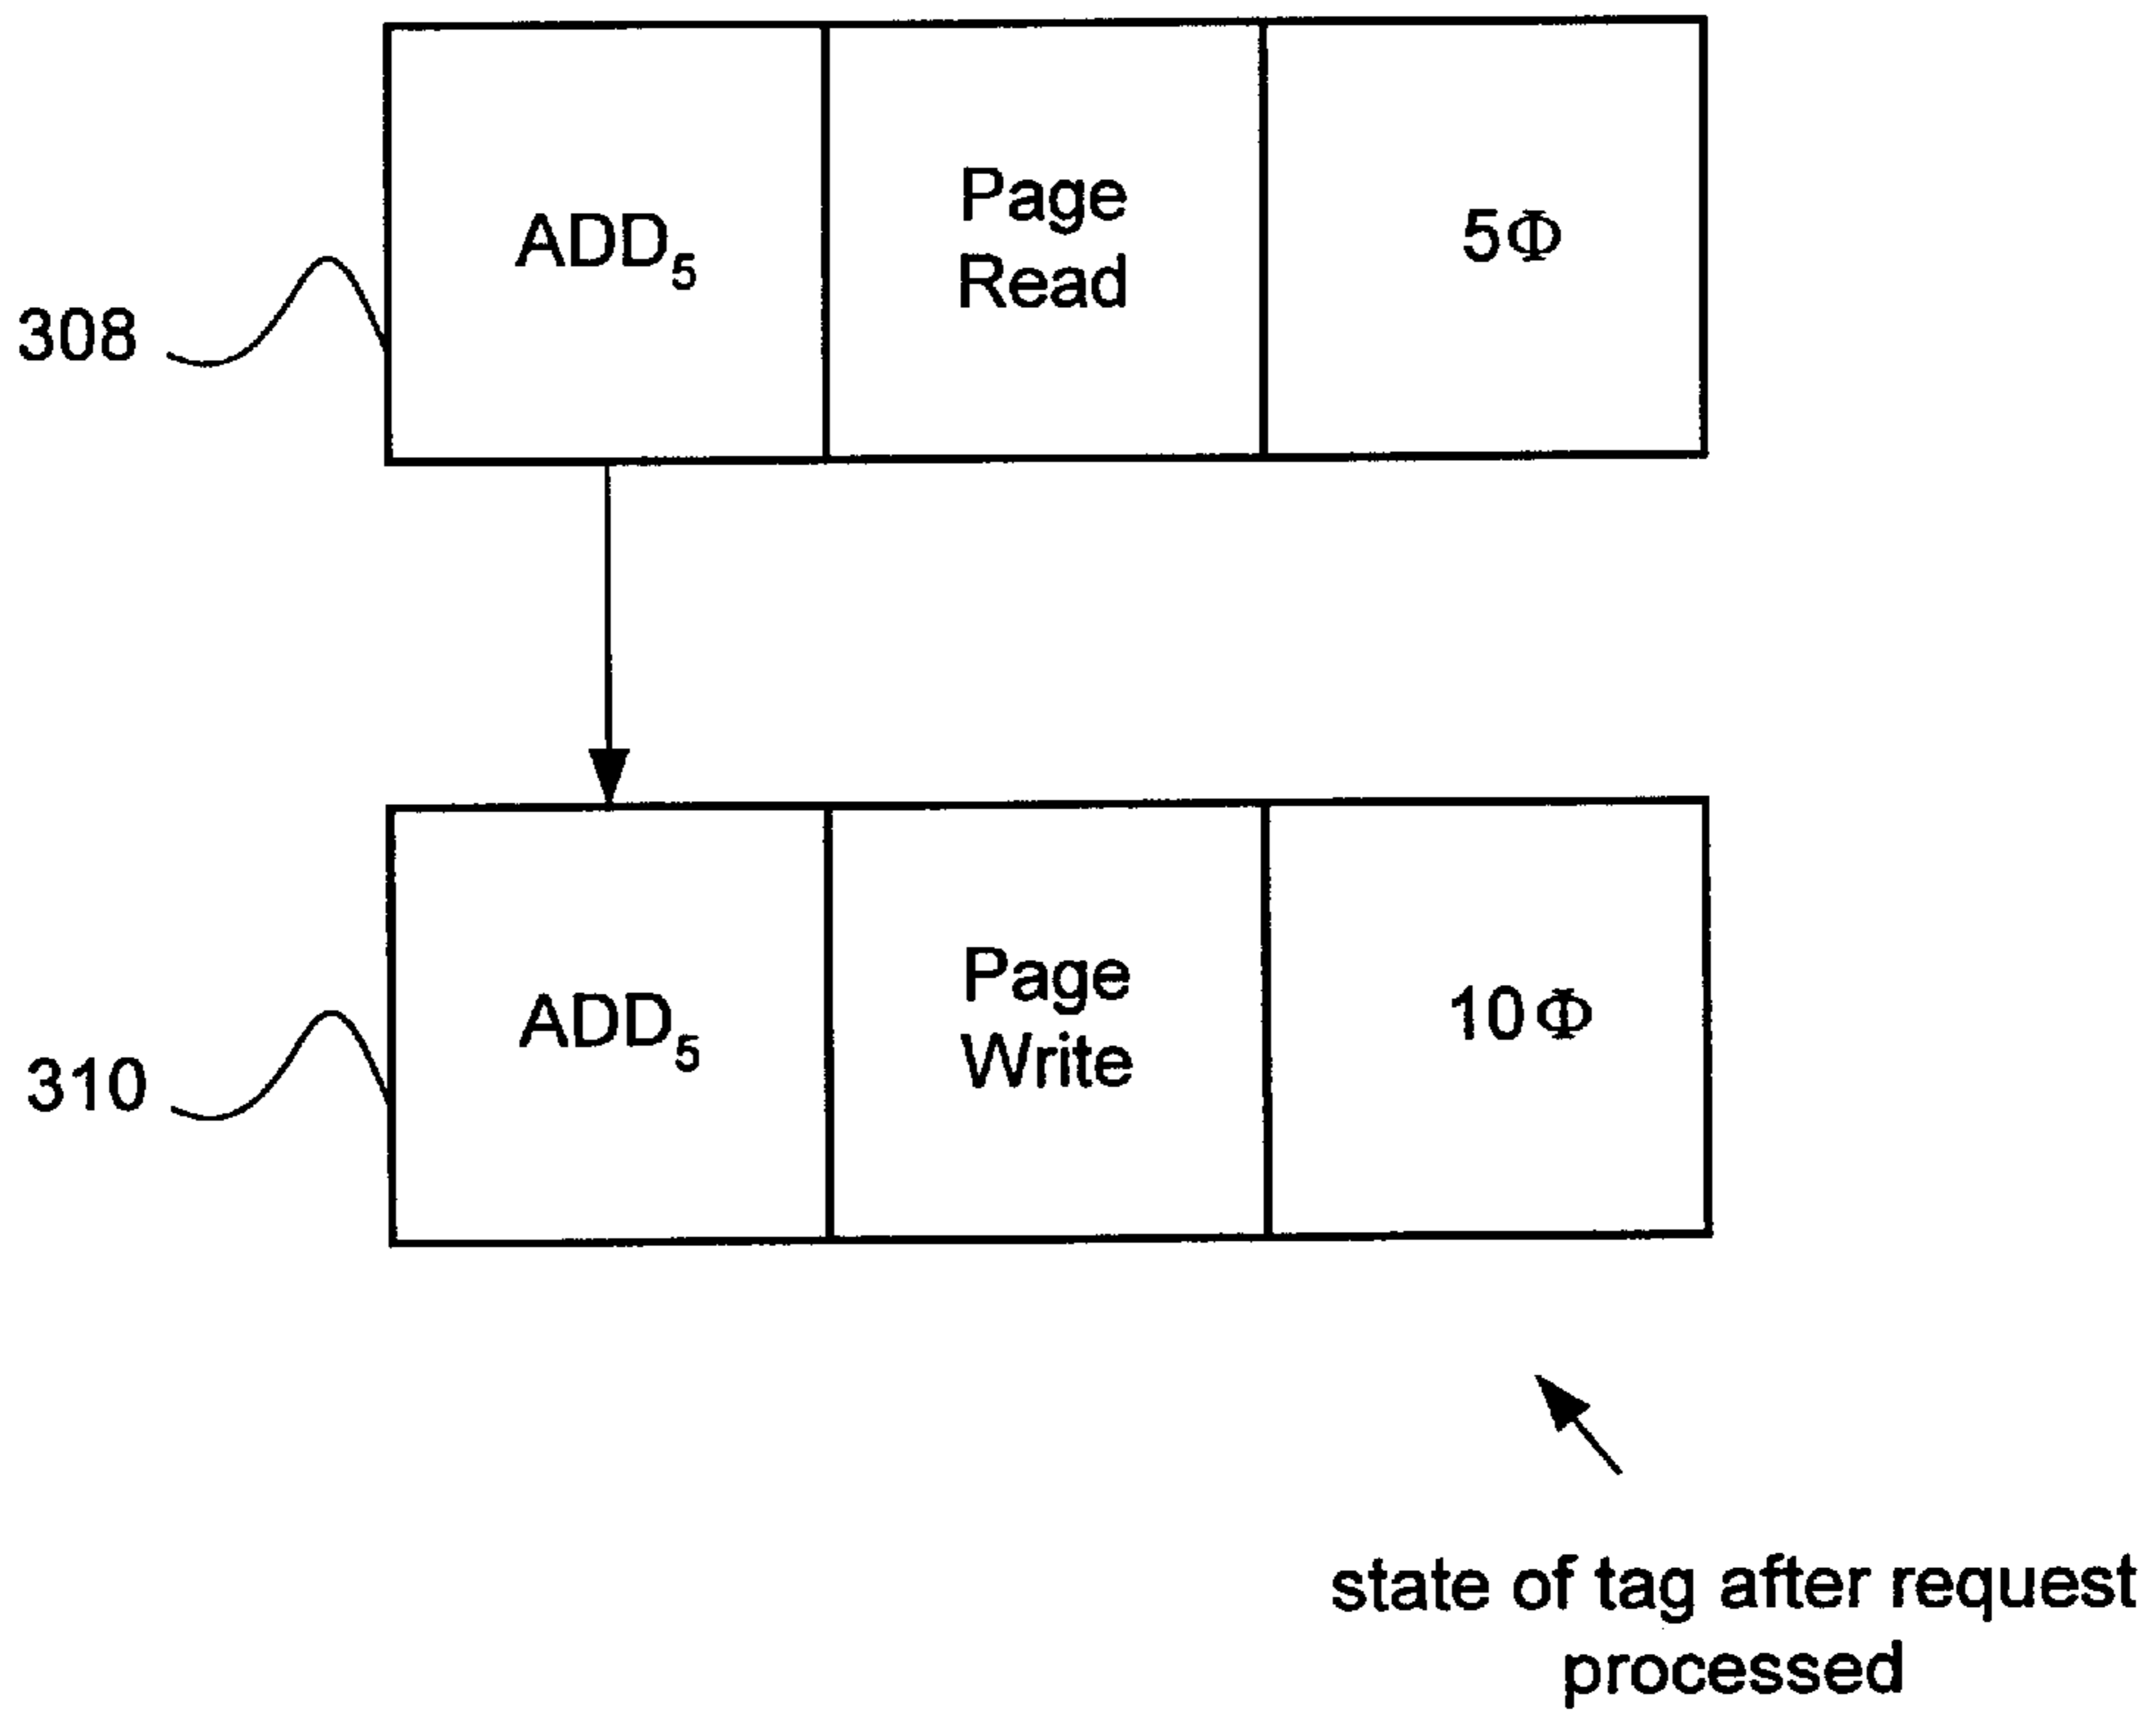 ADD₅
Page
Read
5Φ
308
ADD₅
Page
Write
10Φ
310
state of tag after request
processed